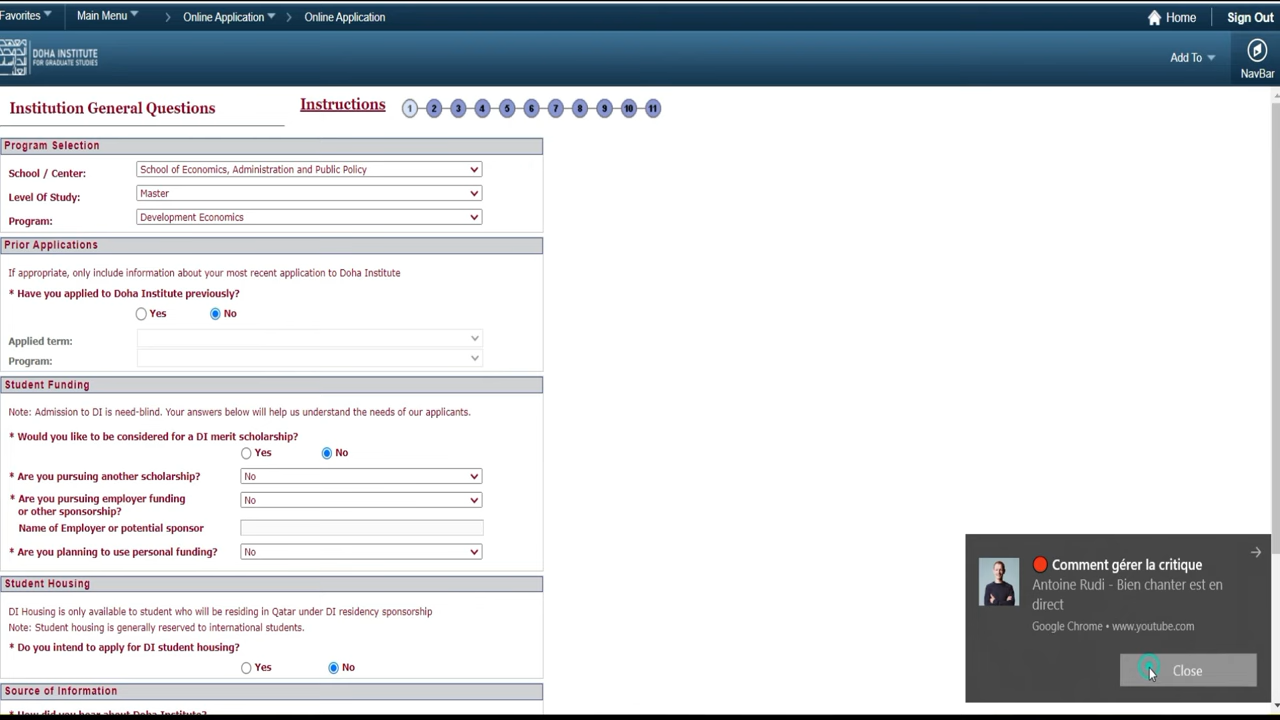 Favorites
Main Menu
Online Application
Online Application
Home
Sign Out
DOHA INSTITUTE
FOR GRADUATE STUDIES
Add To
NavBar
Institution General Questions
Instructions
1 2 3 4 5 6 7 8 9 10 11
Program Selection
School / Center: School of Economics, Administration and Public Policy
Level Of Study: Master
Program: Development Economics
Prior Applications
If appropriate, only include information about your most recent application to Doha Institute
* Have you applied to Doha Institute previously?
Yes No
Applied term:
Program:
Student Funding
Note: Admission to DI is need-blind. Your answers below will help us understand the needs of our applicants.
* Would you like to be considered for a DI merit scholarship?
Yes No
* Are you pursuing another scholarship? No
* Are you pursuing employer funding
or other sponsorship? No
Name of Employer or potential sponsor
* Are you planning to use personal funding? No
Student Housing
DI Housing is only available to student who will be residing in Qatar under DI residency sponsorship
Note: Student housing is generally reserved to international students.
* Do you intend to apply for DI student housing?
Yes No
Source of Information
* How did you hear about Doha Institute?
Comment gérer la critique
Antoine Rudi - Bien chanter est en
direct
Google Chrome • www.youtube.com
Close